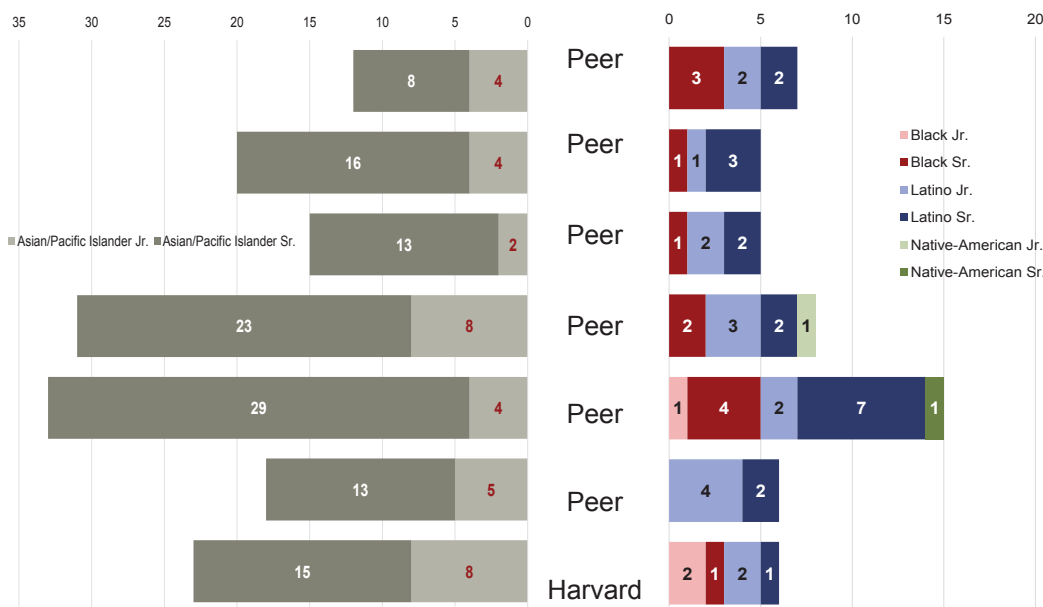 35 30 25 20 15 10 5 0
0 5 10 15 20
8 4 Peer 3 2 2
16 4 Peer 1 1 3
Black Jr.
Black Sr.
Latino Jr.
Latino Sr.
Native-American Jr.
Native-American Sr.
Asian/Pacific Islander Jr. Asian/Pacific Islander Sr.
13 2 Peer 1 2 2
23 8 Peer 2 3 2 1
29 4 Peer 1 4 2 7 1
13 5 Peer 4 2
15 8 Harvard 2 1 2 1